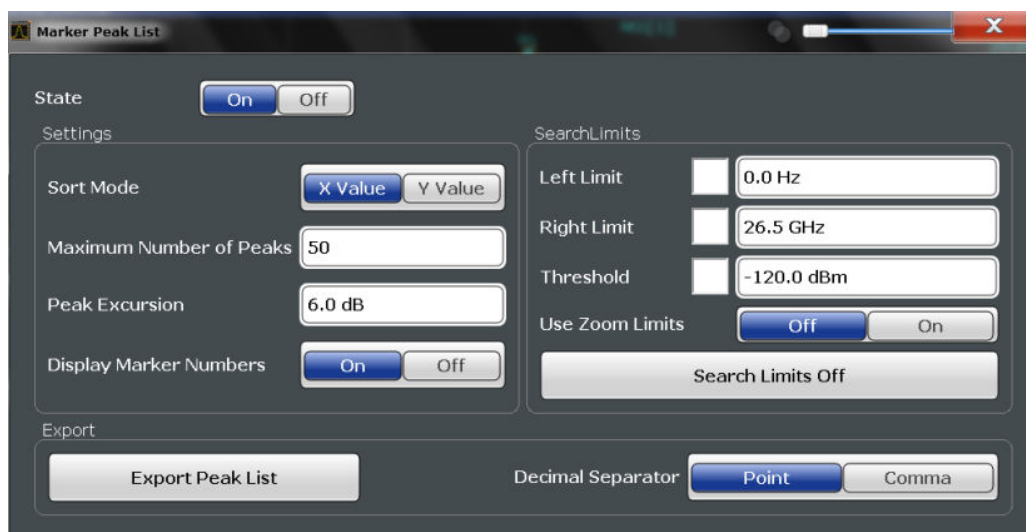 Marker Peak List
State On Off
Settings
Sort Mode X Value Y Value
Maximum Number of Peaks 50
Peak Excursion 6.0 dB
Display Marker Numbers On Off
SearchLimits
Left Limit 0.0 Hz
Right Limit 26.5 GHz
Threshold -120.0 dBm
Use Zoom Limits Off On
Search Limits Off
Export
Export Peak List Decimal Separator Point Comma